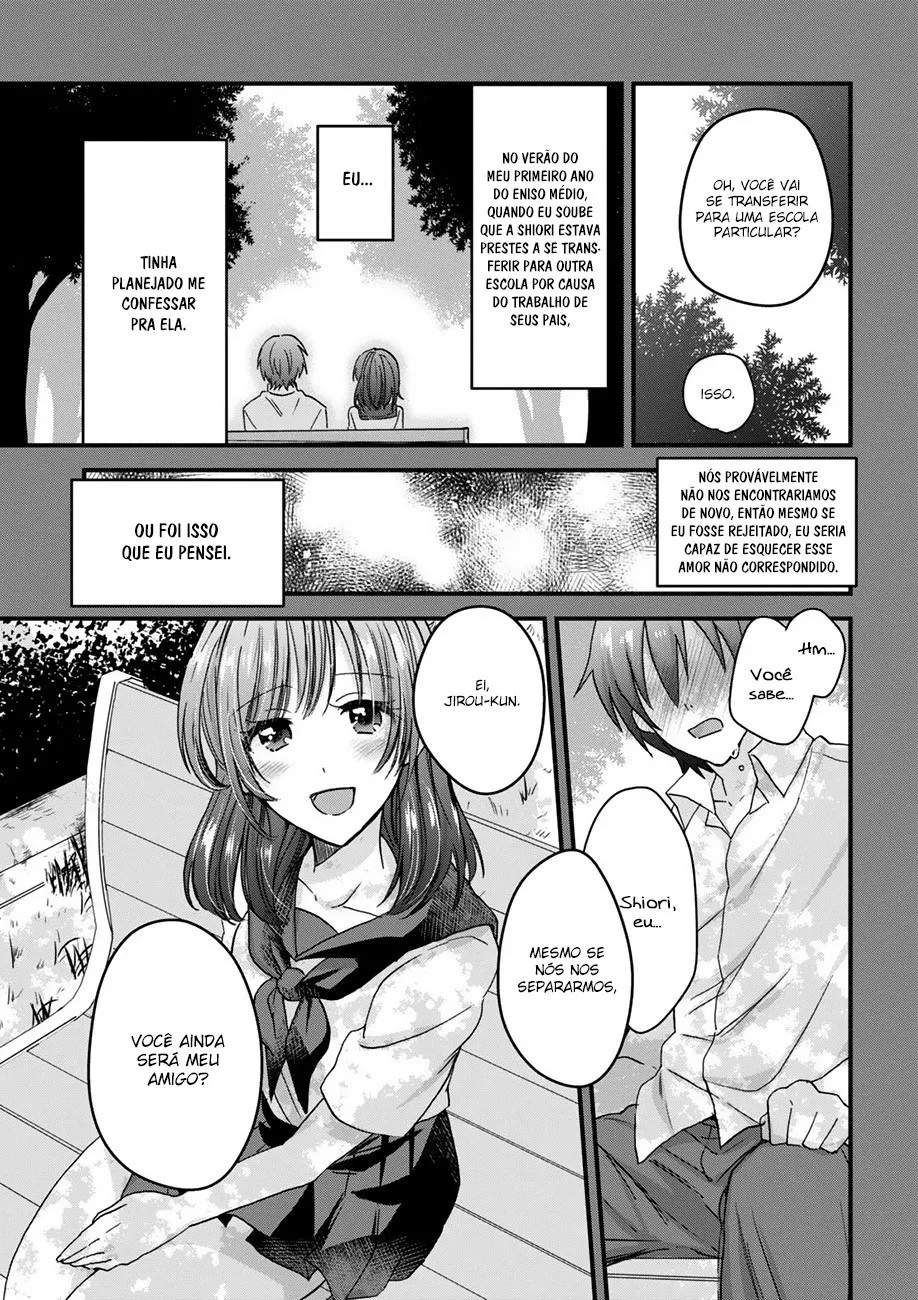 OH, VOCÊ VAI
SE TRANSFERIR
PARA UMA ESCOLA
PARTICULAR?
ISSO.
NO VERÃO DO
MEU PRIMEIRO ANO
DO ENISO MÉDIO,
QUANDO EU SOUBE
QUE A SHIORI ESTAVA
PRESTES A SE TRANS-
FERIR PARA OUTRA
ESCOLA POR CAUSA
DO TRABALHO DE
SEUS PAIS,
EU...
TINHA
PLANEJADO ME
CONFESSAR
PRA ELA.
NÓS PROVÁVELMENTE
NÃO NOS ENCONTRARIAMOS
DE NOVO, ENTÃO MESMO SE
EU FOSSE REJEITADO, EU SERIA
CAPAZ DE ESQUECER ESSE
AMOR NÃO CORRESPONDIDO.
OU FOI ISSO
QUE EU PENSEI.
Hm...
Você
sabe...
Shiori,
eu...
EI,
JIROU-KUN.
MESMO SE
NÓS NOS
SEPARARMOS,
VOCÊ AINDA
SERÁ MEU
AMIGO?